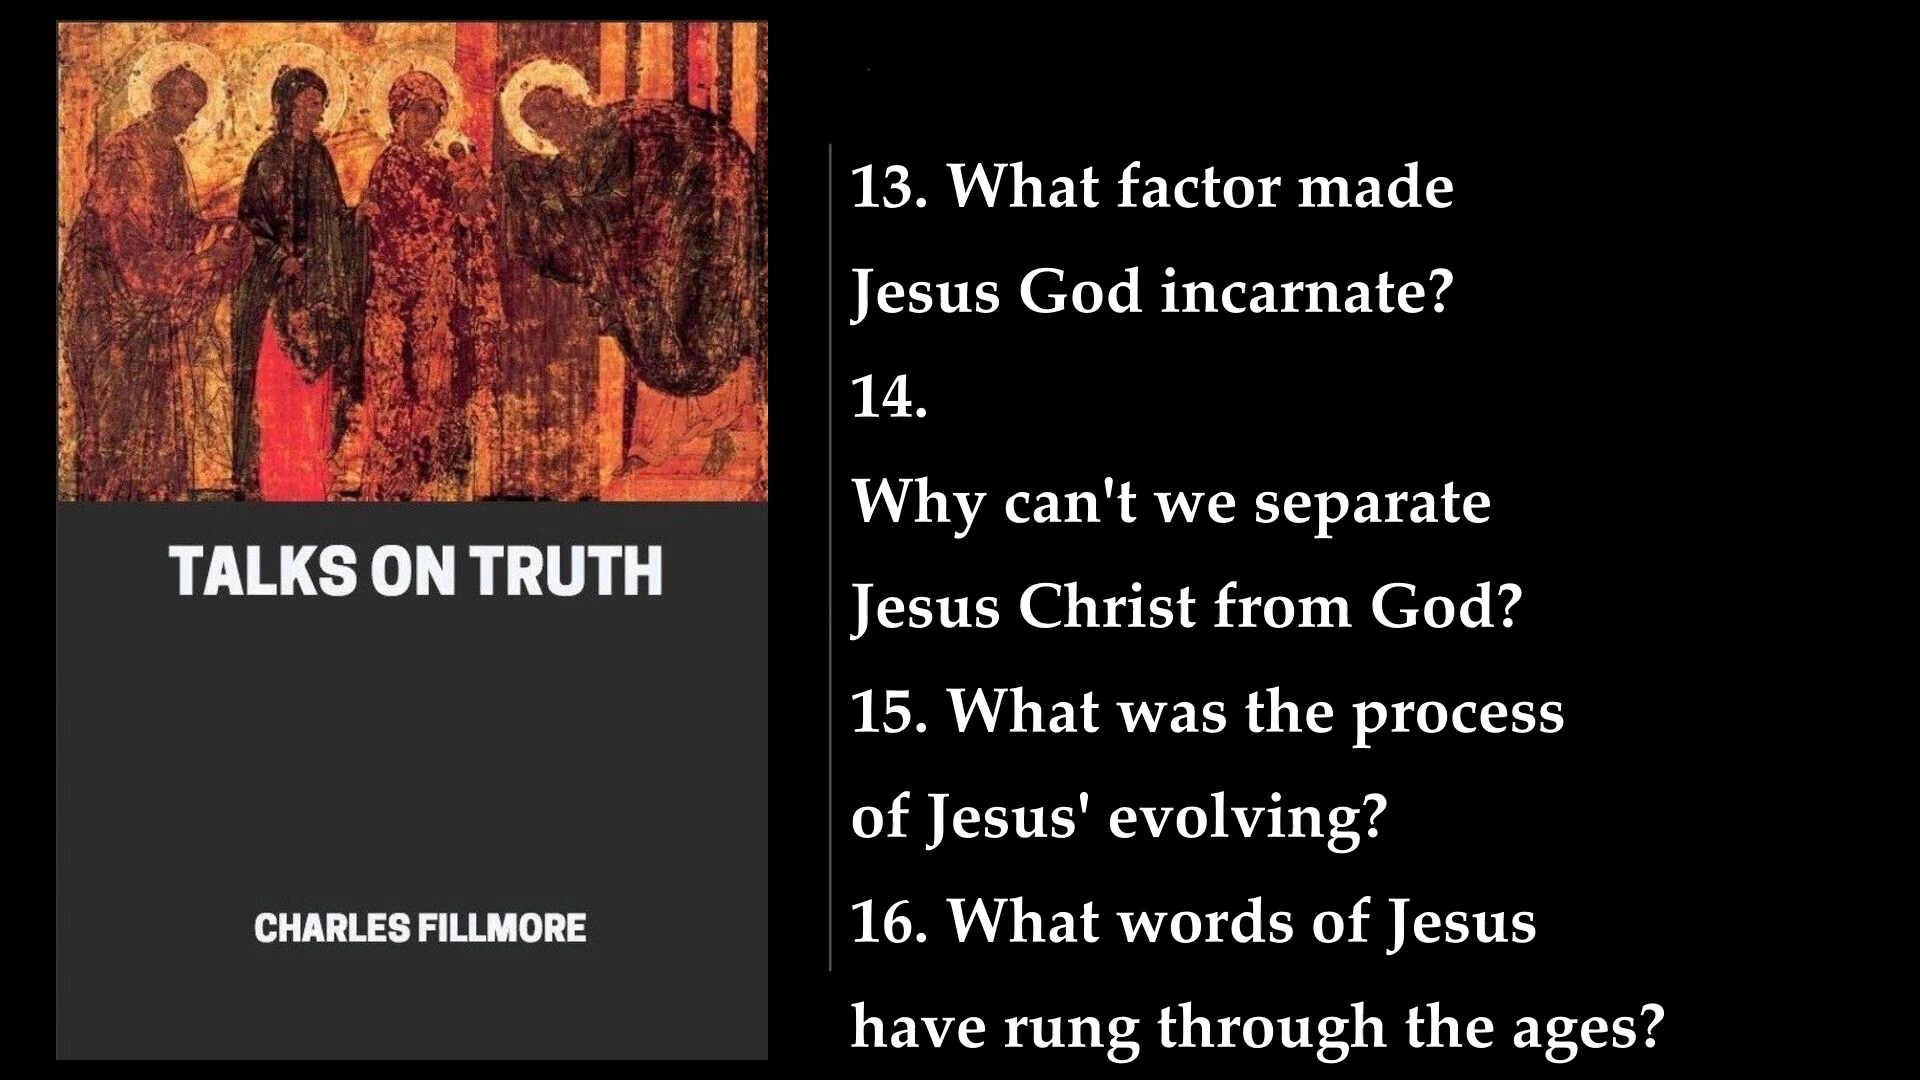 TALKS ON TRUTH
CHARLES FILLMORE
13. What factor made
Jesus God incarnate?
14.
Why can't we separate
Jesus Christ from God?
15. What was the process
of Jesus' evolving?
16. What words of Jesus
have rung through the ages?